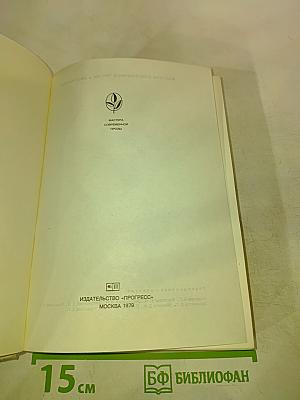 МАСТЕРА
СОВРЕМЕННОЙ
ПРОЗЫ
ИЗДАТЕЛЬСТВО «ПРОГРЕСС»
МОСКВА 1979
15 см
БФ БИБЛИОФАН